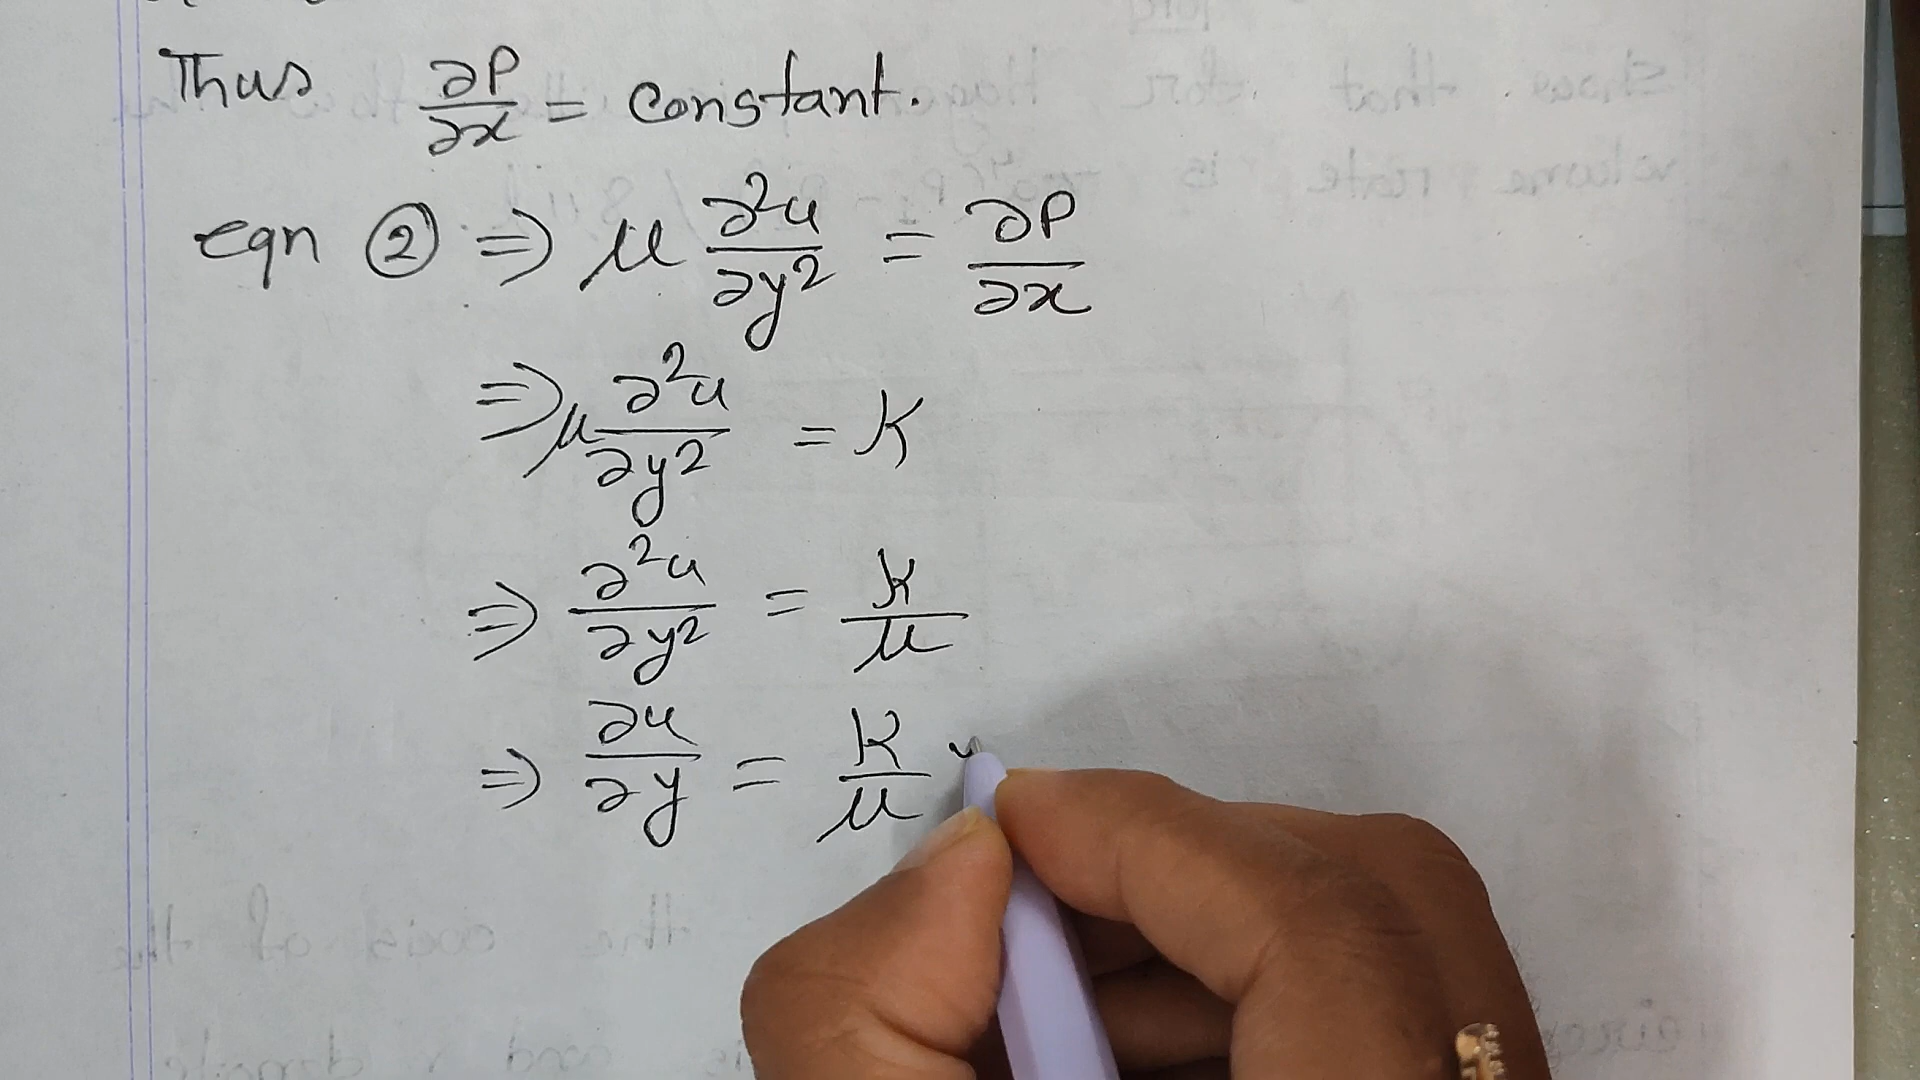 Thus ∂P/∂x = constant.
eqn ② ⇒ μ ∂²u/∂y² = ∂P/∂x
⇒ μ ∂²u/∂y² = K
⇒ ∂²u/∂y² = K/μ
⇒ ∂u/∂y = K/μ